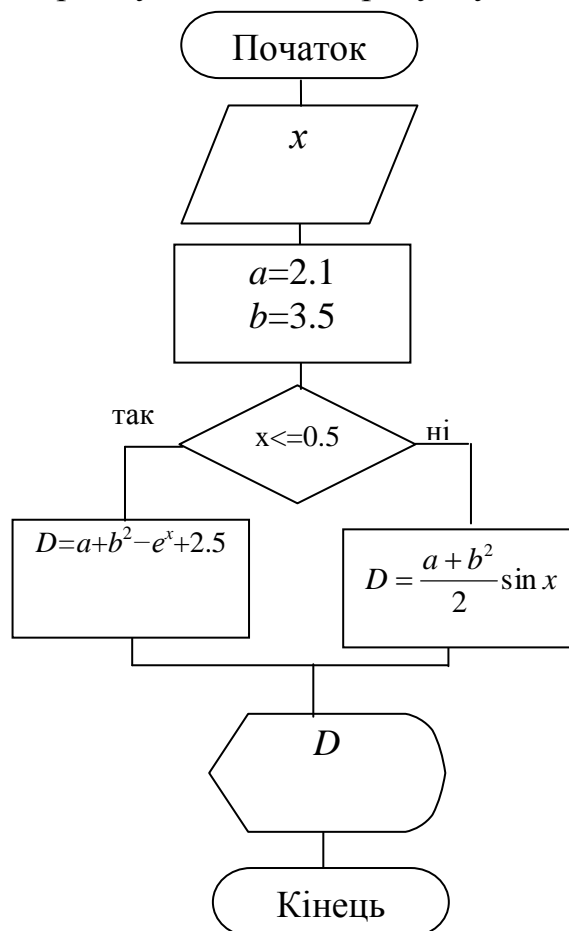 Початок
x
a=2.1
b=3.5
так
x<=0.5
ні
D=a+b²−eˣ+2.5
D = (a + b²)/2 sin x
D
Кінець